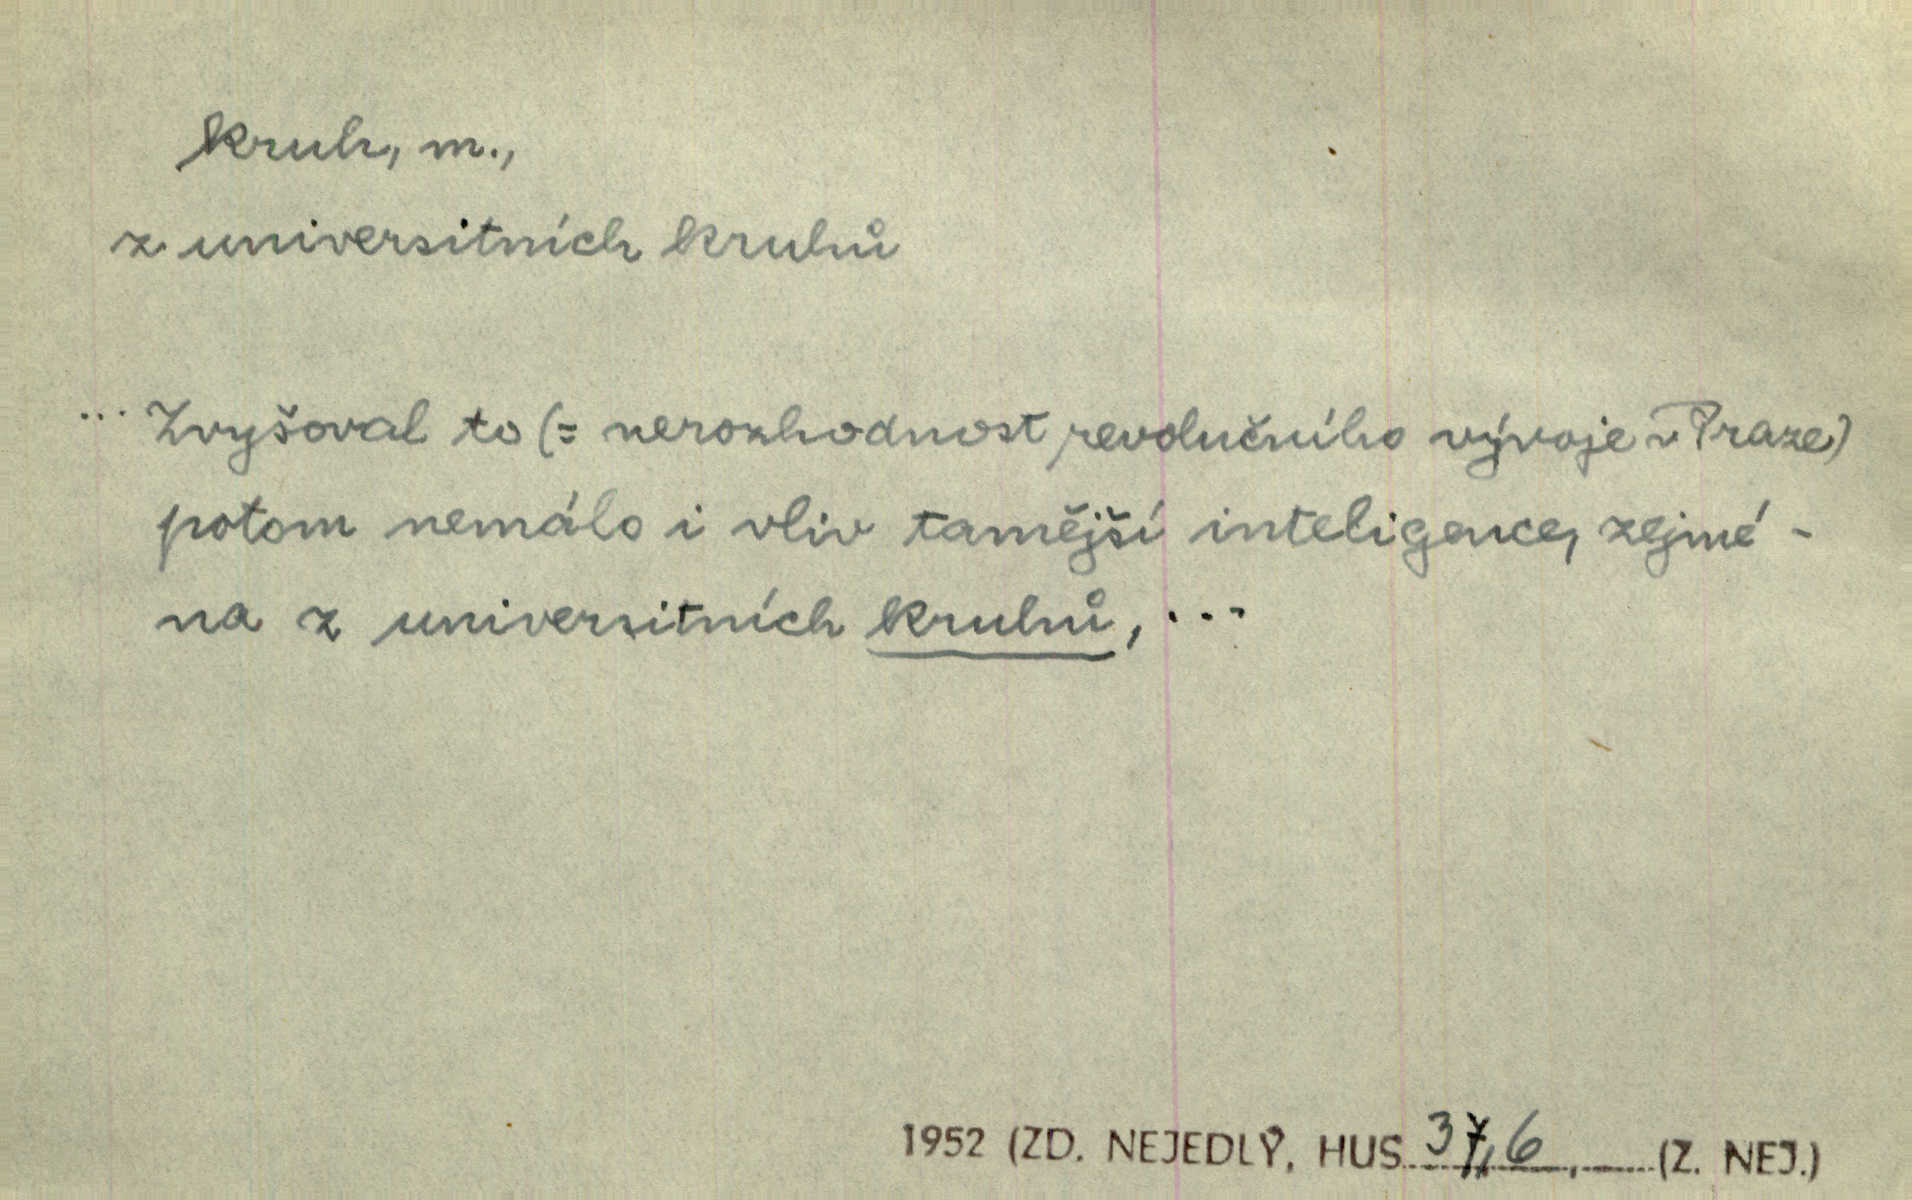 kruh, m.,
z universitních kruhů
... Zvyšoval to (= nerozhodnost revolučního vývoje v Praze)
potom nemálo i vliv tamější inteligence, zejmé-
na z universitních kruhů, ...
1952 (ZD. NEJEDLÝ, HUS 37,6 , (Z. NEJ.)